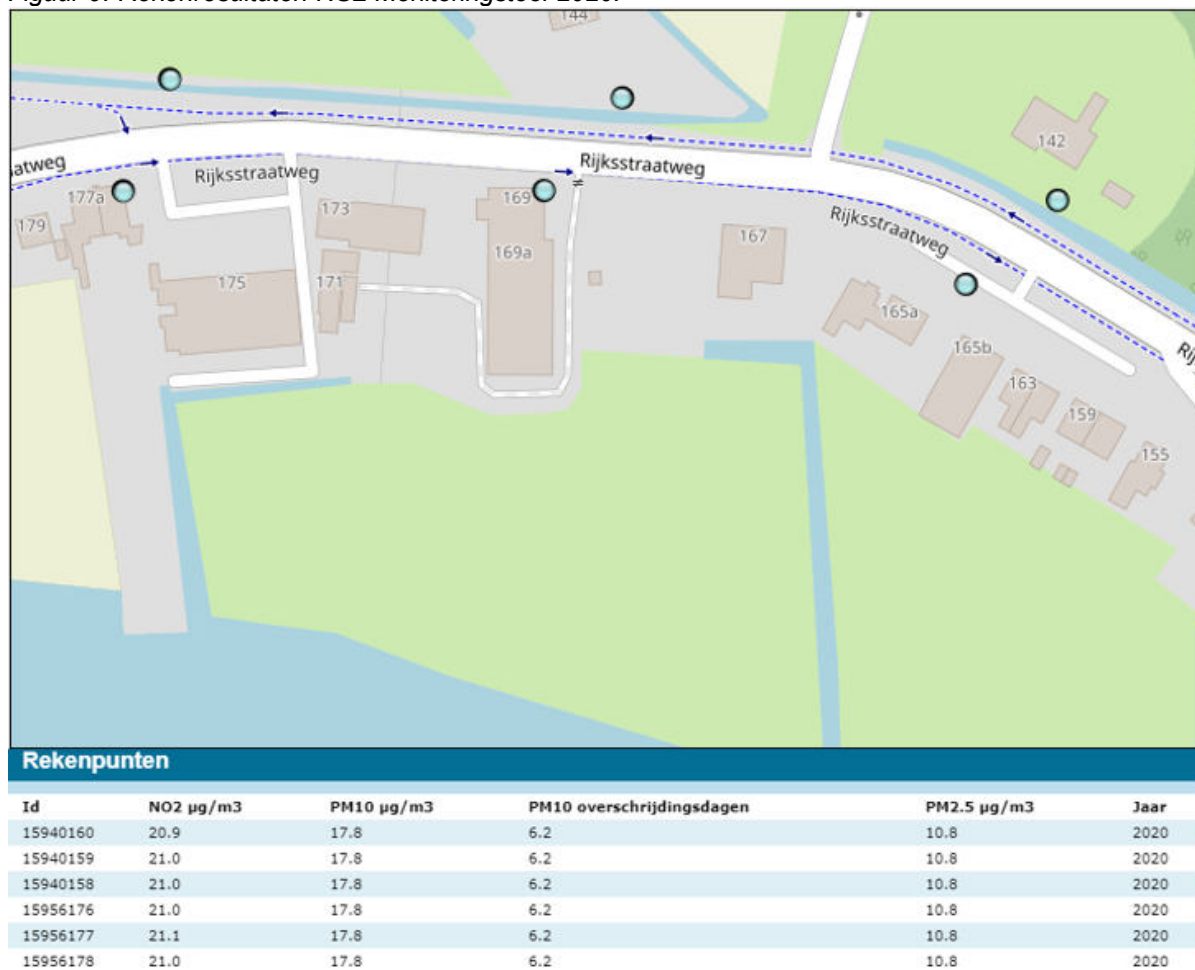 144
142
aatweg
Rijksstraatweg
Rijksstraatweg
177a
179
173
169
169a
167
Rijksstraatweg
175
171
165a
165b
163
159
155
Rekenpunten
Id NO2 µg/m3 PM10 µg/m3 PM10 overschrijdingsdagen PM2.5 µg/m3 Jaar
15940160 20.9 17.8 6.2 10.8 2020
15940159 21.0 17.8 6.2 10.8 2020
15940158 21.0 17.8 6.2 10.8 2020
15956176 21.0 17.8 6.2 10.8 2020
15956177 21.1 17.8 6.2 10.8 2020
15956178 21.0 17.8 6.2 10.8 2020